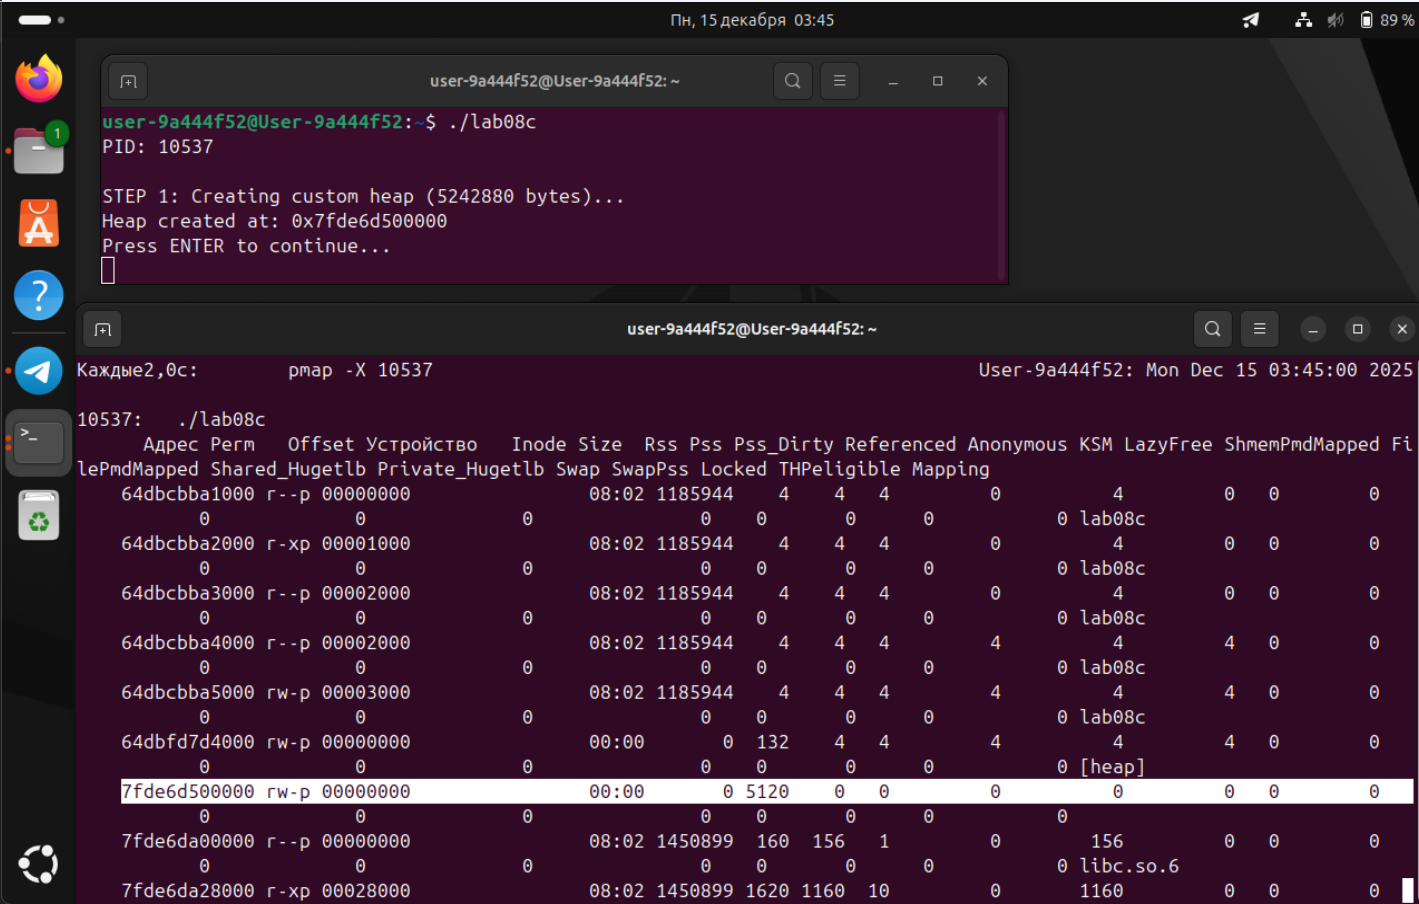 Пн, 15 декабря 03:45
89 %
1
user-9a444f52@User-9a444f52: ~
user-9a444f52@User-9a444f52:~$ ./lab08c
PID: 10537
STEP 1: Creating custom heap (5242880 bytes)...
Heap created at: 0x7fde6d500000
Press ENTER to continue...
user-9a444f52@User-9a444f52: ~
Каждые2,0с: pmap -X 10537 User-9a444f52: Mon Dec 15 03:45:00 2025
10537: ./lab08c
Адрес Perm Offset Устройство Inode Size Rss Pss Pss_Dirty Referenced Anonymous KSM LazyFree ShmemPmdMapped Fi
lePmdMapped Shared_Hugetlb Private_Hugetlb Swap SwapPss Locked THPeligible Mapping
64dbcbba1000 r--p 00000000 08:02 1185944 4 4 4 0 4 0 0 0
0 0 0 0 0 0 0 0 lab08c
64dbcbba2000 r-xp 00001000 08:02 1185944 4 4 4 0 4 0 0 0
0 0 0 0 0 0 0 0 lab08c
64dbcbba3000 r--p 00002000 08:02 1185944 4 4 4 0 4 0 0 0
0 0 0 0 0 0 0 0 lab08c
64dbcbba4000 r--p 00002000 08:02 1185944 4 4 4 4 4 4 0 0
0 0 0 0 0 0 0 0 lab08c
64dbcbba5000 rw-p 00003000 08:02 1185944 4 4 4 4 4 4 0 0
0 0 0 0 0 0 0 0 lab08c
64dbfd7d4000 rw-p 00000000 00:00 0 132 4 4 4 4 4 0 0
0 0 0 0 0 0 0 0 [heap]
7fde6d500000 rw-p 00000000 00:00 0 5120 0 0 0 0 0 0 0
0 0 0 0 0 0 0 0
7fde6da00000 r--p 00000000 08:02 1450899 160 156 1 0 156 0 0 0
0 0 0 0 0 0 0 0 libc.so.6
7fde6da28000 r-xp 00028000 08:02 1450899 1620 1160 10 0 1160 0 0 0